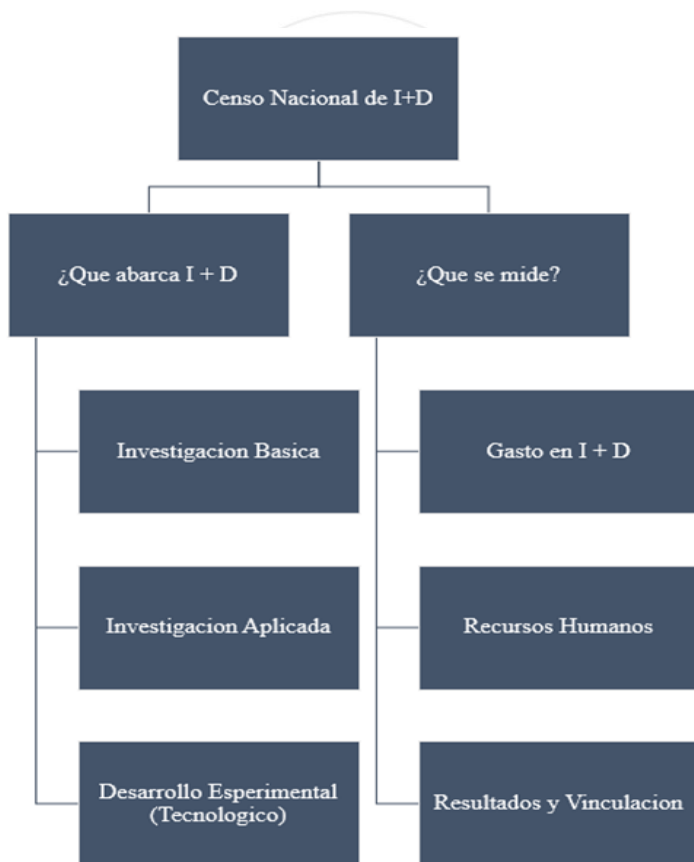 Censo Nacional de I+D
¿Que abarca I + D
¿Que se mide?
Investigacion Basica
Gasto en I + D
Investigacion Aplicada
Recursos Humanos
Desarrollo Esperimental
(Tecnologico)
Resultados y Vinculacion